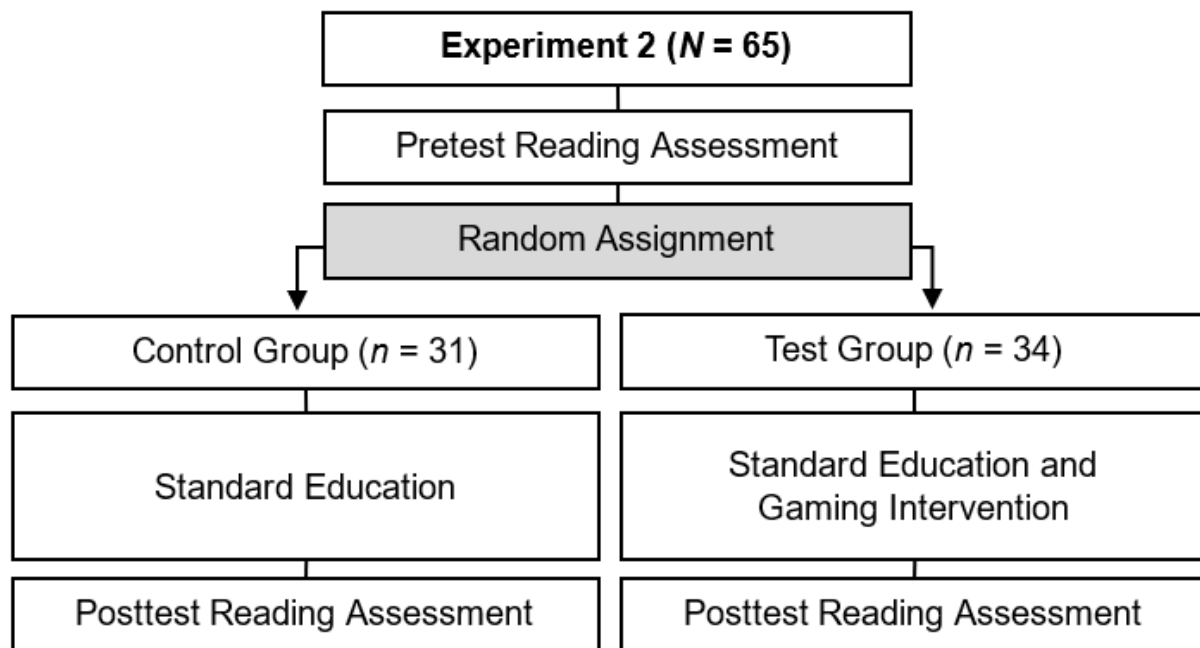 Experiment 2 (N = 65)
Pretest Reading Assessment
Random Assignment
Control Group (n = 31)
Test Group (n = 34)
Standard Education
Standard Education and
Gaming Intervention
Posttest Reading Assessment
Posttest Reading Assessment